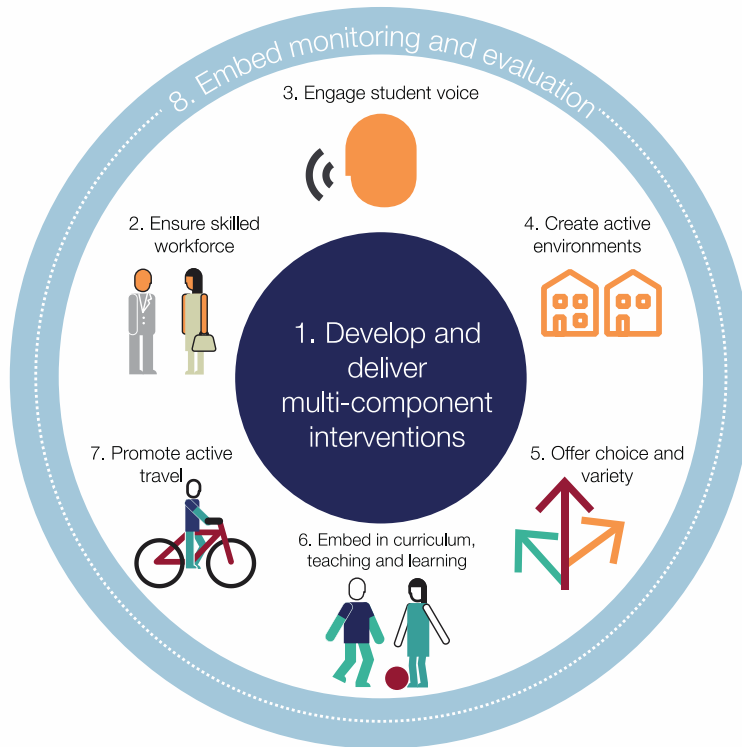 8. Embed monitoring and evaluation
3. Engage student voice
2. Ensure skilled
workforce
4. Create active
environments
1. Develop and
deliver
multi-component
interventions
7. Promote active
travel
5. Offer choice and
variety
6. Embed in curriculum,
teaching and learning